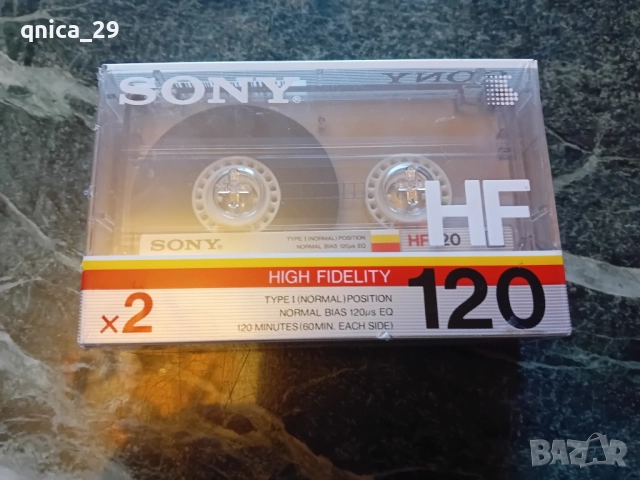 qnica_29
SONY®
SONY
HF
SONY® TYPE I (NORMAL) POSITION
NORMAL BIAS 120μs EQ
HF 120
HIGH FIDELITY
×2
TYPE I (NORMAL) POSITION
NORMAL BIAS 120μs EQ
120 MINUTES (60 MIN. EACH SIDE)
120
BAZAR